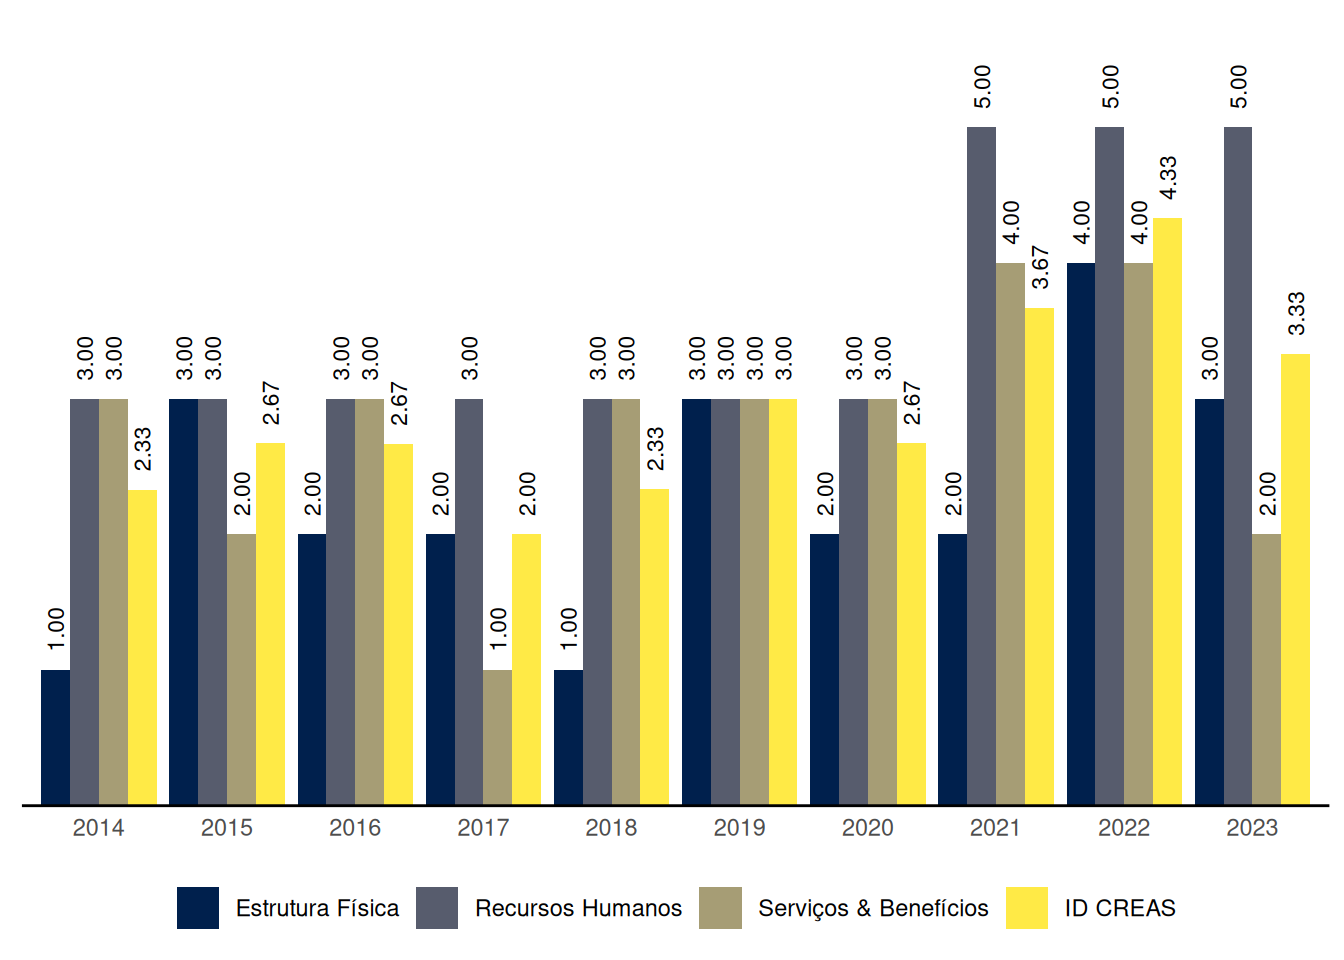 1.00 3.00 3.00 2.33
3.00 3.00 2.00 2.67
2.00 3.00 3.00 2.67
2.00 3.00 1.00 2.00
1.00 3.00 3.00 2.33
3.00 3.00 3.00 3.00
2.00 3.00 3.00 2.67
2.00 5.00 4.00 3.67
4.00 5.00 4.00 4.33
3.00 5.00 2.00 3.33
2014 2015 2016 2017 2018 2019 2020 2021 2022 2023
Estrutura Física Recursos Humanos Serviços & Benefícios ID CREAS